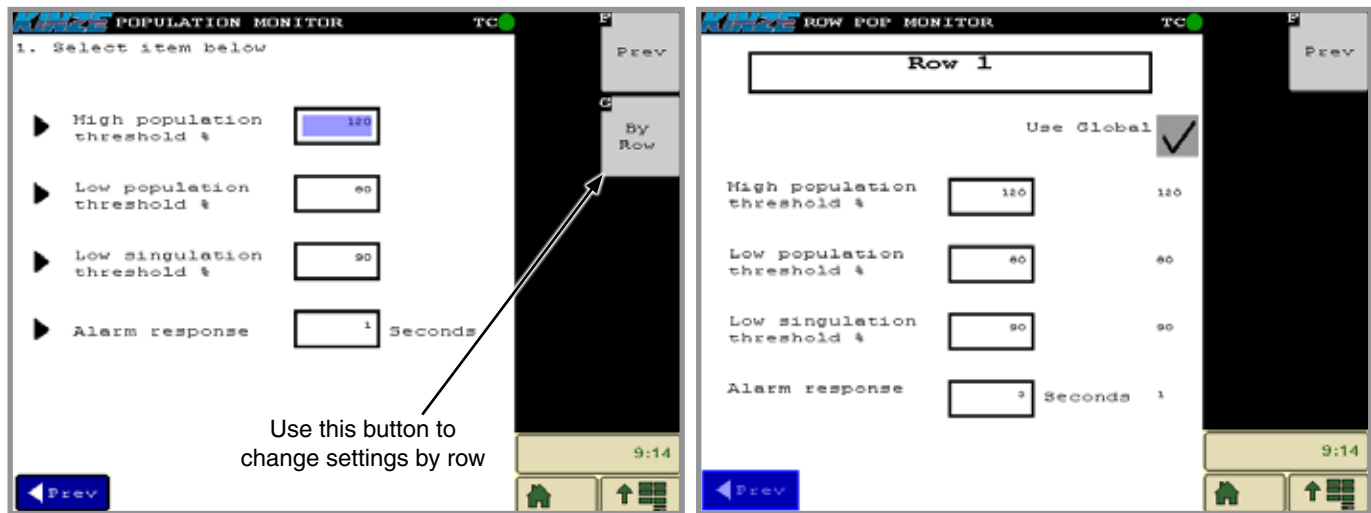 KINZE POPULATION MONITOR TC
1. Select item below
High population
threshold %
120
Low population
threshold %
80
Low singulation
threshold %
90
Alarm response
1
Seconds
F
Prev
G
By
Row
Use this button to
change settings by row
9:14
Prev
KINZE ROW POP MONITOR TC
Row 1
Use Global
High population
threshold %
120
120
Low population
threshold %
80
80
Low singulation
threshold %
90
90
Alarm response
3
Seconds
1
F
Prev
9:14
Prev